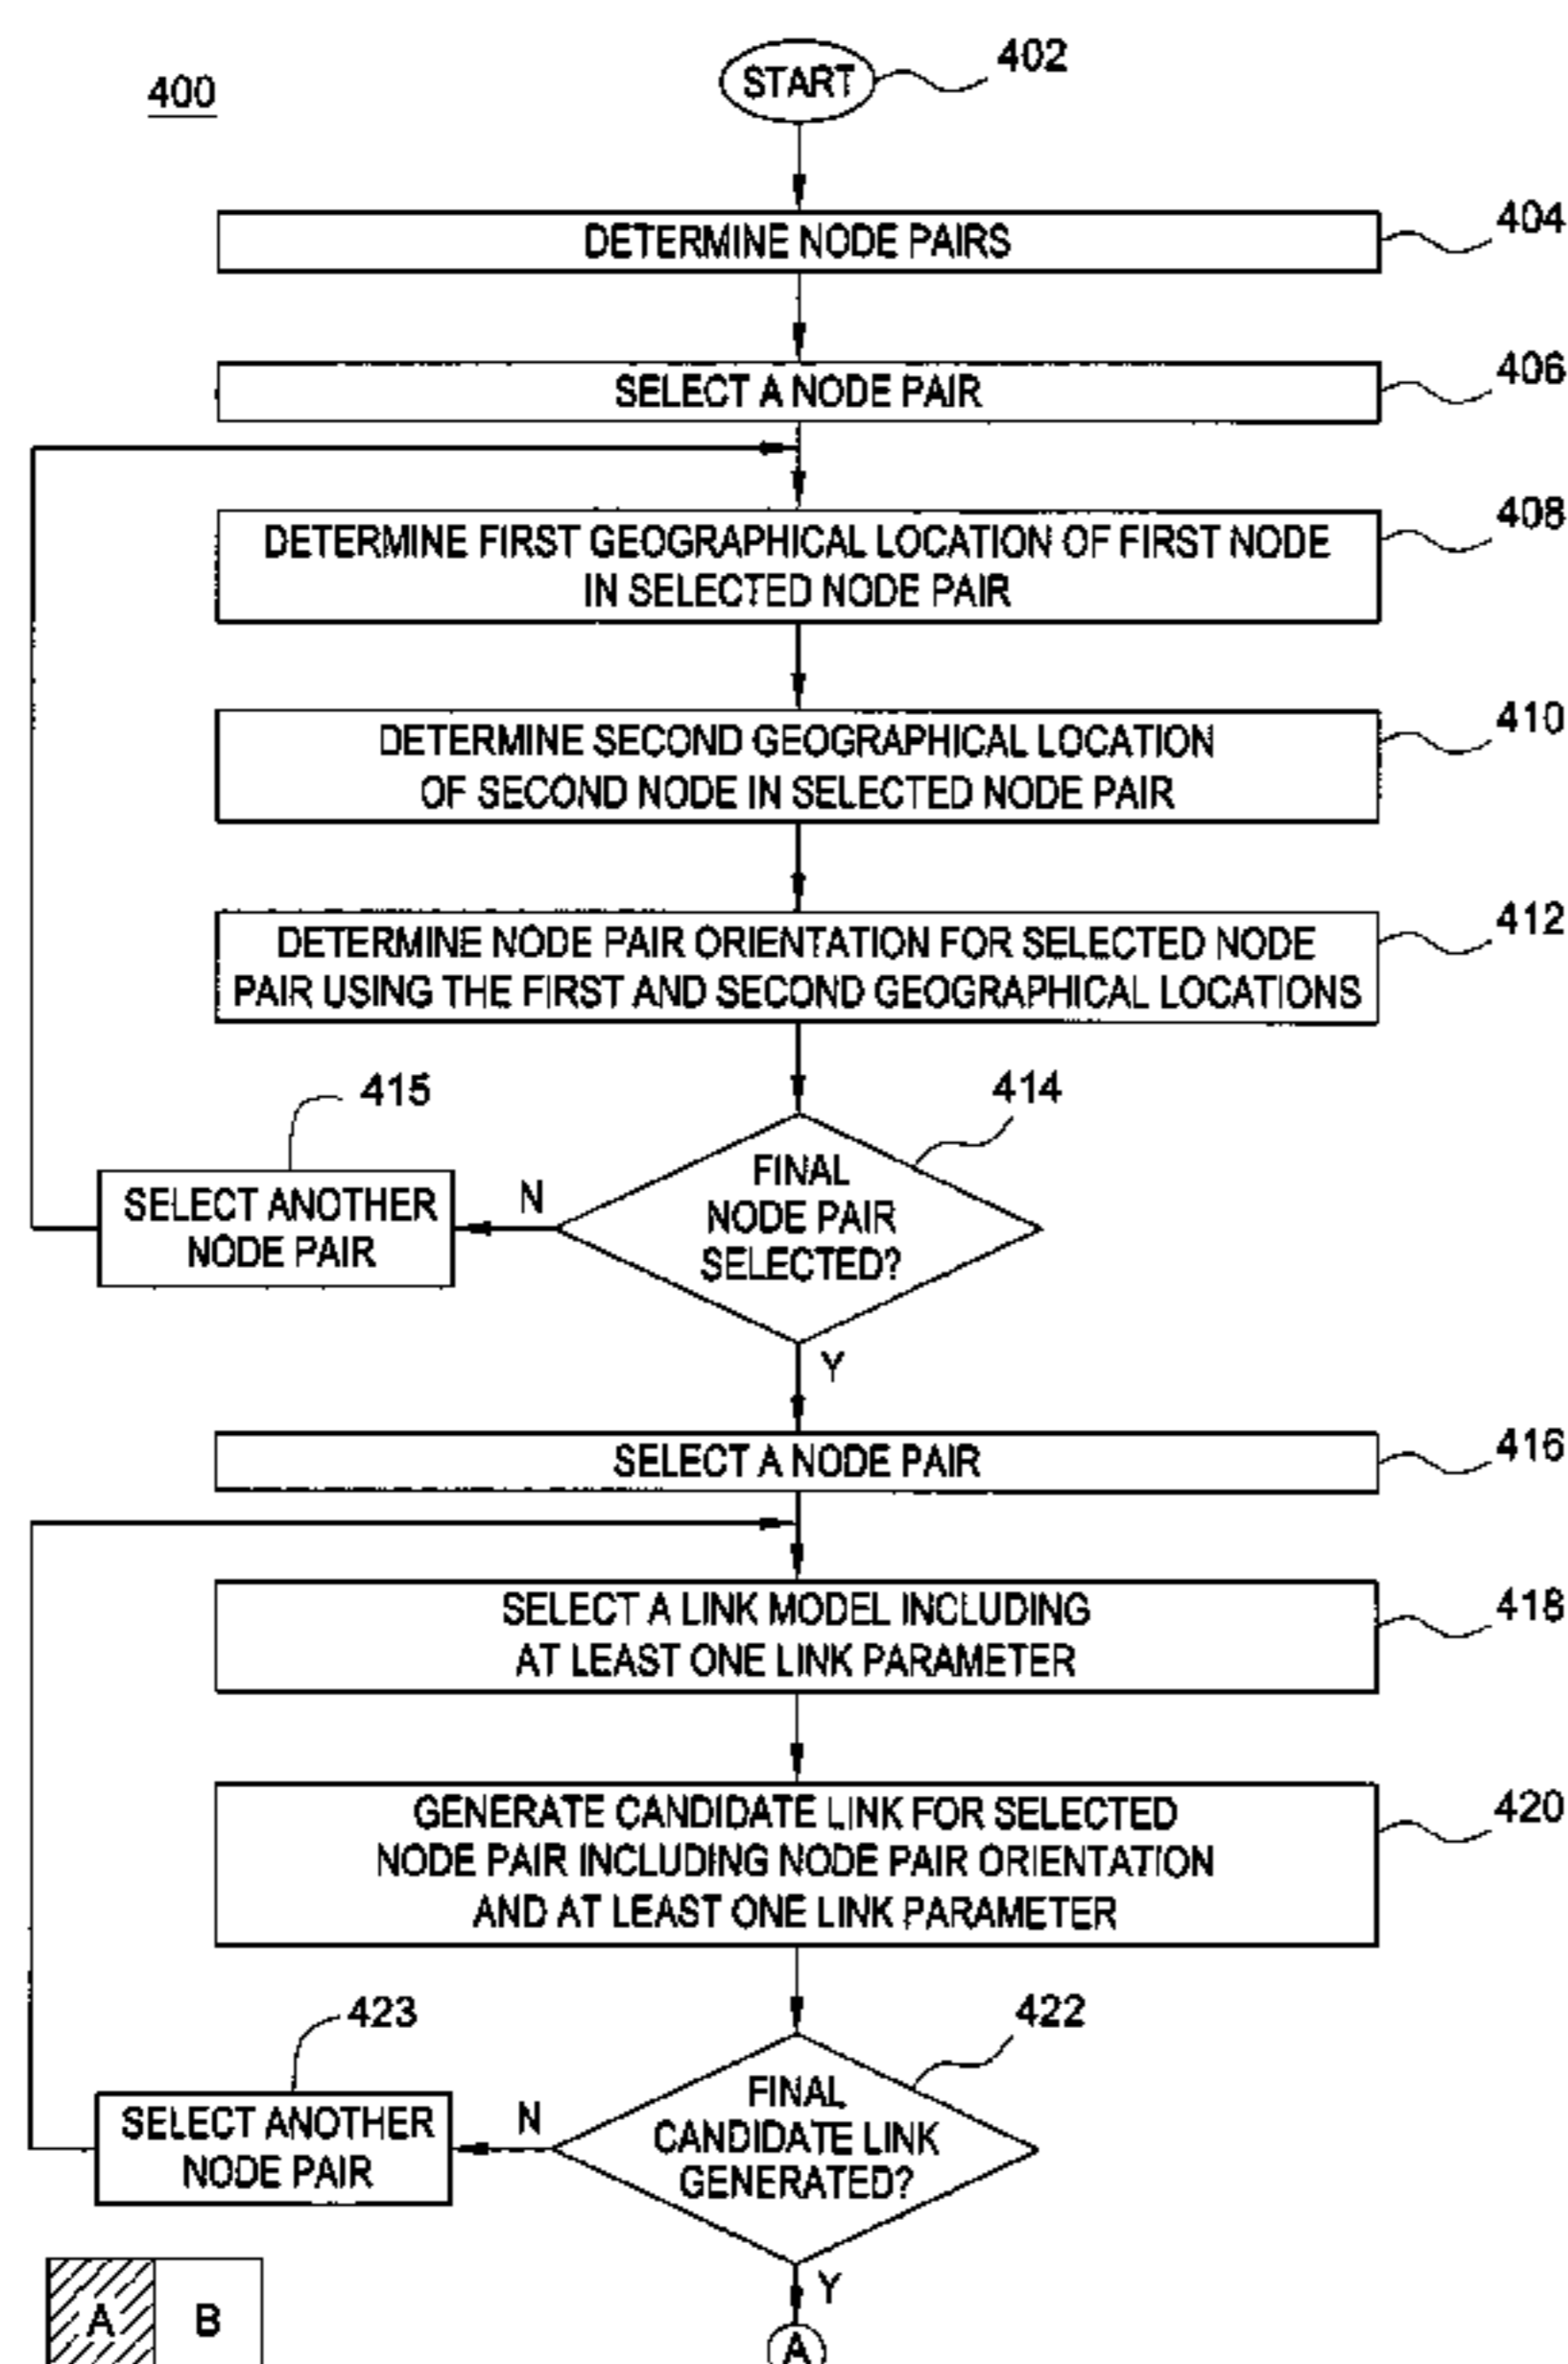 400
START
402
DETERMINE NODE PAIRS
404
SELECT A NODE PAIR
406
DETERMINE FIRST GEOGRAPHICAL LOCATION OF FIRST NODE
IN SELECTED NODE PAIR
408
DETERMINE SECOND GEOGRAPHICAL LOCATION
OF SECOND NODE IN SELECTED NODE PAIR
410
DETERMINE NODE PAIR ORIENTATION FOR SELECTED NODE
PAIR USING THE FIRST AND SECOND GEOGRAPHICAL LOCATIONS
412
415
414
SELECT ANOTHER
NODE PAIR
N
FINAL
NODE PAIR
SELECTED?
Y
SELECT A NODE PAIR
416
SELECT A LINK MODEL INCLUDING
AT LEAST ONE LINK PARAMETER
418
GENERATE CANDIDATE LINK FOR SELECTED
NODE PAIR INCLUDING NODE PAIR ORIENTATION
AND AT LEAST ONE LINK PARAMETER
420
423
422
SELECT ANOTHER
NODE PAIR
N
FINAL
CANDIDATE LINK
GENERATED?
Y
A
B
A